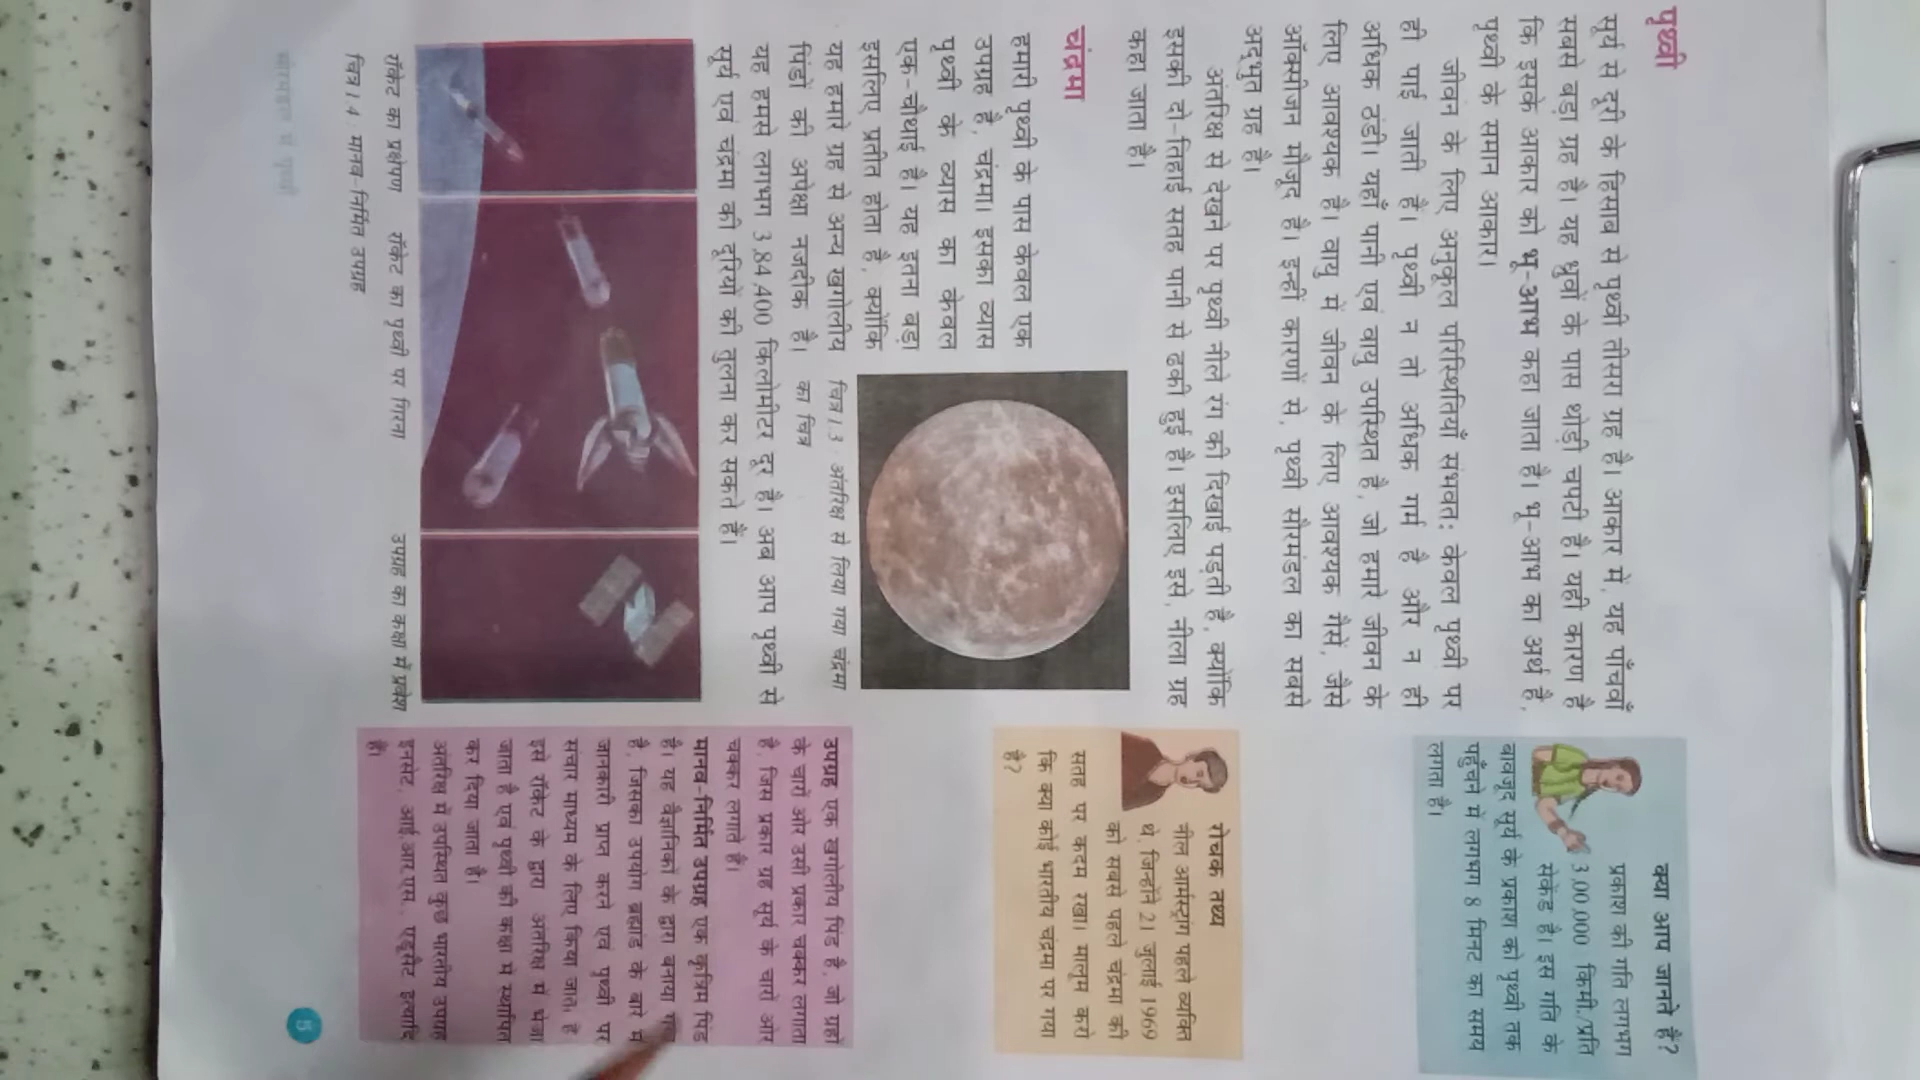 पृथ्वी
सूर्य से दूरी के हिसाब से पृथ्वी तीसरा ग्रह है। आकार में, यह पाँचवाँ
सबसे बड़ा ग्रह है। यह ध्रुवों के पास थोड़ी चपटी है। यही कारण है
कि इसके आकार को भू-आभ कहा जाता है। भू-आभ का अर्थ है,
पृथ्वी के समान आकार।
जीवन के लिए अनुकूल परिस्थितियाँ संभवतः केवल पृथ्वी पर
ही पाई जाती हैं। पृथ्वी न तो अधिक गर्म है और न ही
अधिक ठंडी। यहाँ पानी एवं वायु उपस्थित है, जो हमारे जीवन के
लिए आवश्यक है। वायु में जीवन के लिए आवश्यक गैसें, जैसे
ऑक्सीजन मौजूद है। इन्हीं कारणों से, पृथ्वी सौरमंडल का सबसे
अद्भुत ग्रह है।
अंतरिक्ष से देखने पर पृथ्वी नीले रंग की दिखाई पड़ती है, क्योंकि
इसकी दो-तिहाई सतह पानी से ढकी हुई है। इसलिए इसे, नीला ग्रह
कहा जाता है।
चंद्रमा
हमारी पृथ्वी के पास केवल एक
उपग्रह है, चंद्रमा। इसका व्यास
पृथ्वी के व्यास का केवल
एक-चौथाई है। यह इतना बड़ा
इसलिए प्रतीत होता है, क्योंकि
यह हमारे ग्रह से अन्य खगोलीय
पिंडों की अपेक्षा नजदीक है।
यह हमसे लगभग 3,84,400 किलोमीटर दूर है। अब आप पृथ्वी से
सूर्य एवं चंद्रमा की दूरियों की तुलना कर सकते हैं।
चित्र 1.3 : अंतरिक्ष से लिया गया चंद्रमा
का चित्र
रॉकेट का प्रक्षेपण
रॉकेट का पृथ्वी पर गिरना
उपग्रह का कक्षा में प्रवेश
चित्र 1.4 : मानव-निर्मित उपग्रह
क्या आप जानते हैं?
प्रकाश की गति लगभग
3,00,000 किमी./प्रति
सेकेंड है। इस गति के
बावजूद सूर्य के प्रकाश को पृथ्वी तक
पहुँचने में लगभग 8 मिनट का समय
लगता है।
रोचक तथ्य
नील आर्मस्ट्रांग पहले व्यक्ति
थे, जिन्होंने 21 जुलाई 1969
को सबसे पहले चंद्रमा की
सतह पर कदम रखा। मालूम करो
कि क्या कोई भारतीय चंद्रमा पर गया
है?
उपग्रह एक खगोलीय पिंड है, जो ग्रहों
के चारों ओर उसी प्रकार चक्कर लगाता
है, जिस प्रकार ग्रह सूर्य के चारों ओर
चक्कर लगाते हैं।
मानव-निर्मित उपग्रह एक कृत्रिम पिंड
है। यह वैज्ञानिकों के द्वारा बनाया
है, जिसका उपयोग ब्रह्मांड के बारे में
जानकारी प्राप्त करने एवं पृथ्वी पर
संचार माध्यम के लिए किया जाता है
इसे रॉकेट के द्वारा अंतरिक्ष में भेजा
जाता है एवं पृथ्वी की कक्षा में स्थापित
कर दिया जाता है।
अंतरिक्ष में उपस्थित कुछ भारतीय उपग्रह
इनसेट, आई.आर.एस., एडूसैट इत्यादि
हैं।
5